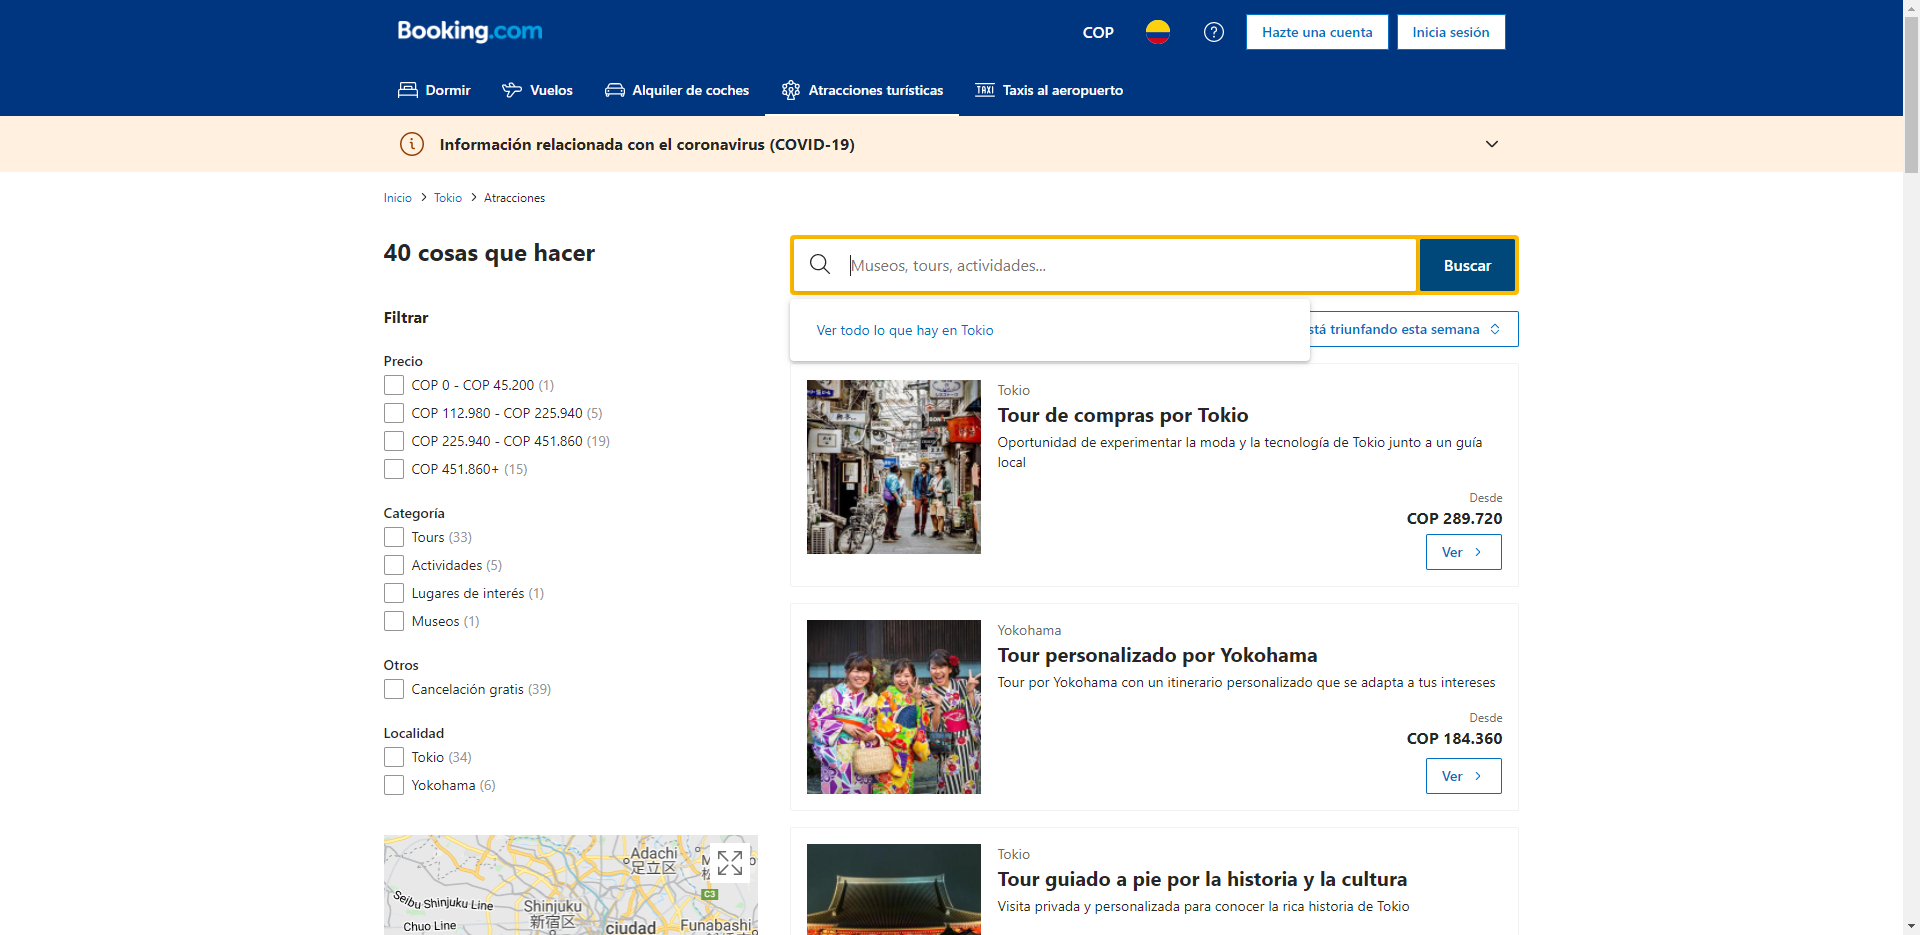 Booking.com
COP
Hazte una cuenta
Inicia sesión
Dormir
Vuelos
Alquiler de coches
Atracciones turísticas
TAXI
Taxis al aeropuerto
Información relacionada con el coronavirus (COVID-19)
Inicio
Tokio
Atracciones
40 cosas que hacer
Filtrar
Precio
COP 0 - COP 45.200 (1)
COP 112.980 - COP 225.940 (5)
COP 225.940 - COP 451.860 (19)
COP 451.860+ (15)
Categoría
Tours (33)
Actividades (5)
Lugares de interés (1)
Museos (1)
Otros
Cancelación gratis (39)
Localidad
Tokio (34)
Yokohama (6)
Adachi
足立区
C3
Seibu Shinjuku Line
Shinjuku
新宿区
Chuo Line
ciudad
Funabashi
Museos, tours, actividades...
Buscar
Ver todo lo que hay en Tokio
triunfando esta semana
Tokio
Tour de compras por Tokio
Oportunidad de experimentar la moda y la tecnología de Tokio junto a un guía
local
Desde
COP 289.720
Ver
Yokohama
Tour personalizado por Yokohama
Tour por Yokohama con un itinerario personalizado que se adapta a tus intereses
Desde
COP 184.360
Ver
Tokio
Tour guiado a pie por la historia y la cultura
Visita privada y personalizada para conocer la rica historia de Tokio